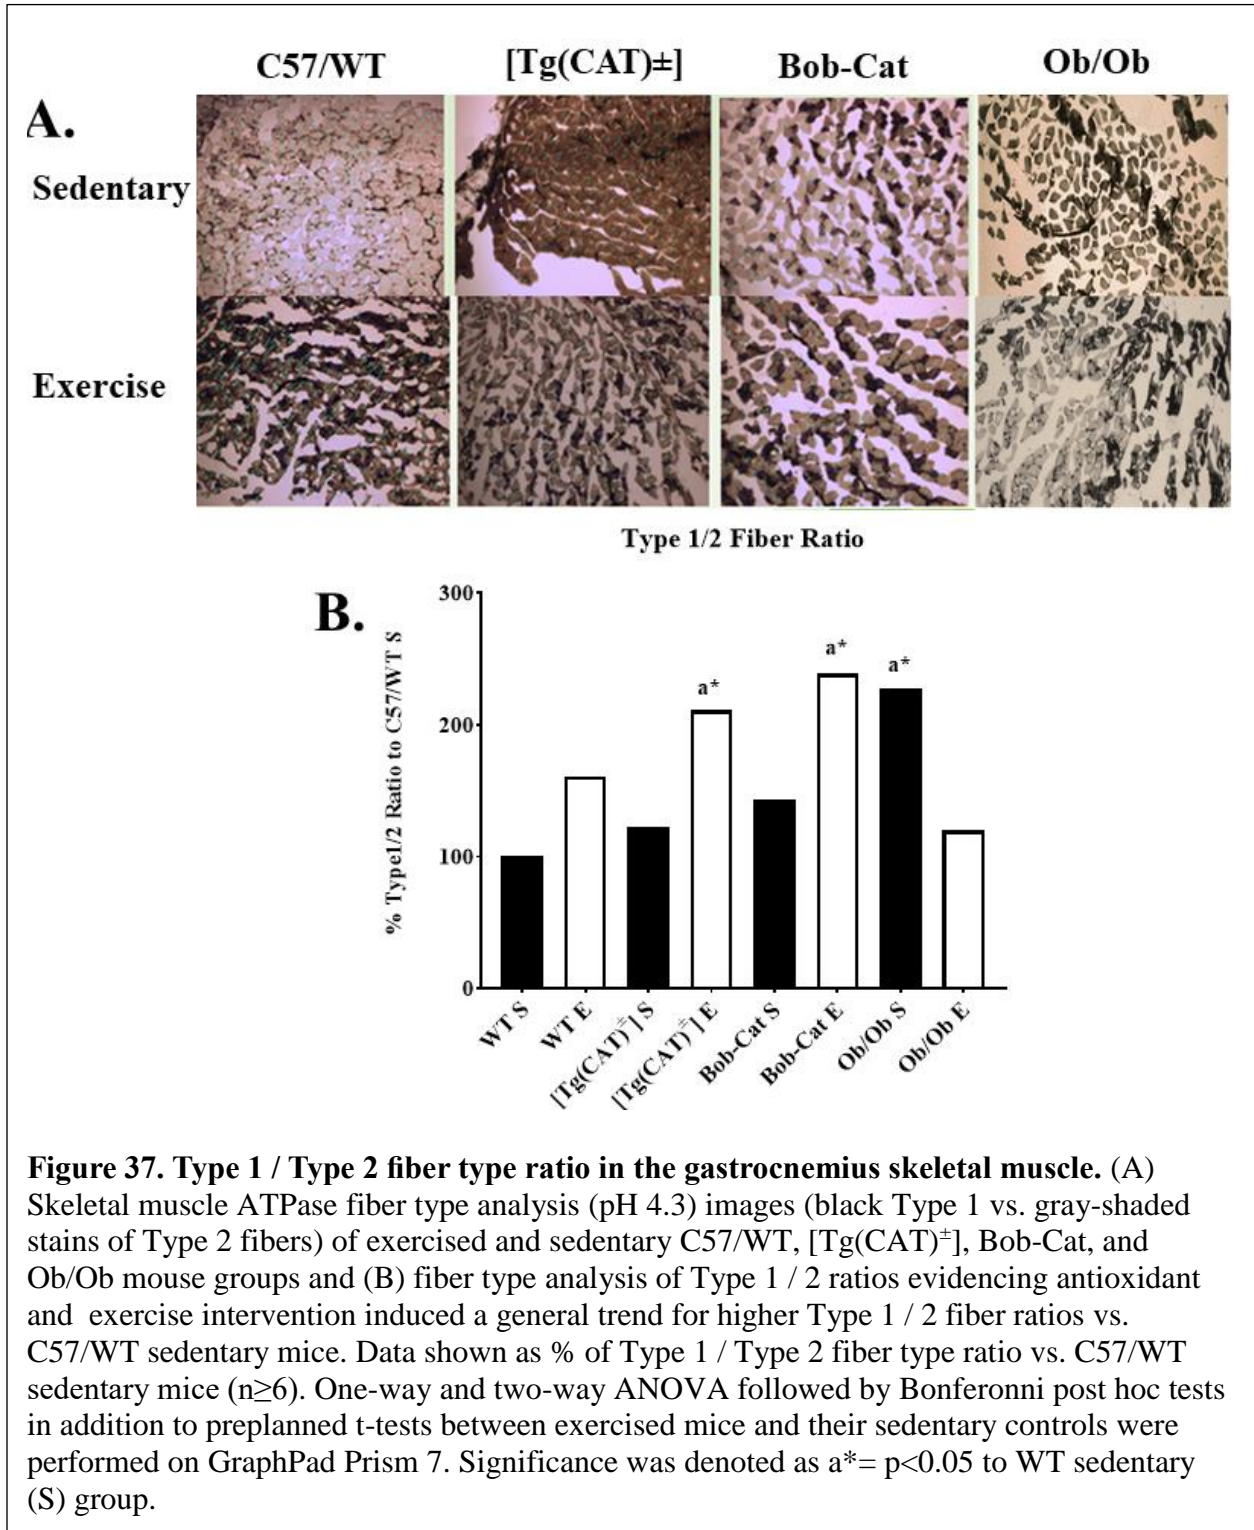 C57/WT [Tg(CAT)±] Bob-Cat Ob/Ob
A.
Sedentary
Exercise
Type 1/2 Fiber Ratio
B.
% Type1/2 Ratio to C57/WT S
300
200
100
0
a*
a*
a*
WT S
WT E
[Tg(CAT)±] S
[Tg(CAT)±] E
Bob-Cat S
Bob-Cat E
Ob/Ob S
Ob/Ob E
Figure 37. Type 1 / Type 2 fiber type ratio in the gastrocnemius skeletal muscle. (A)
Skeletal muscle ATPase fiber type analysis (pH 4.3) images (black Type 1 vs. gray-shaded
stains of Type 2 fibers) of exercised and sedentary C57/WT, [Tg(CAT)±], Bob-Cat, and
Ob/Ob mouse groups and (B) fiber type analysis of Type 1 / 2 ratios evidencing antioxidant
and exercise intervention induced a general trend for higher Type 1 / 2 fiber ratios vs.
C57/WT sedentary mice. Data shown as % of Type 1 / Type 2 fiber type ratio vs. C57/WT
sedentary mice (n≥6). One-way and two-way ANOVA followed by Bonferonni post hoc tests
in addition to preplanned t-tests between exercised mice and their sedentary controls were
performed on GraphPad Prism 7. Significance was denoted as a*= p<0.05 to WT sedentary
(S) group.